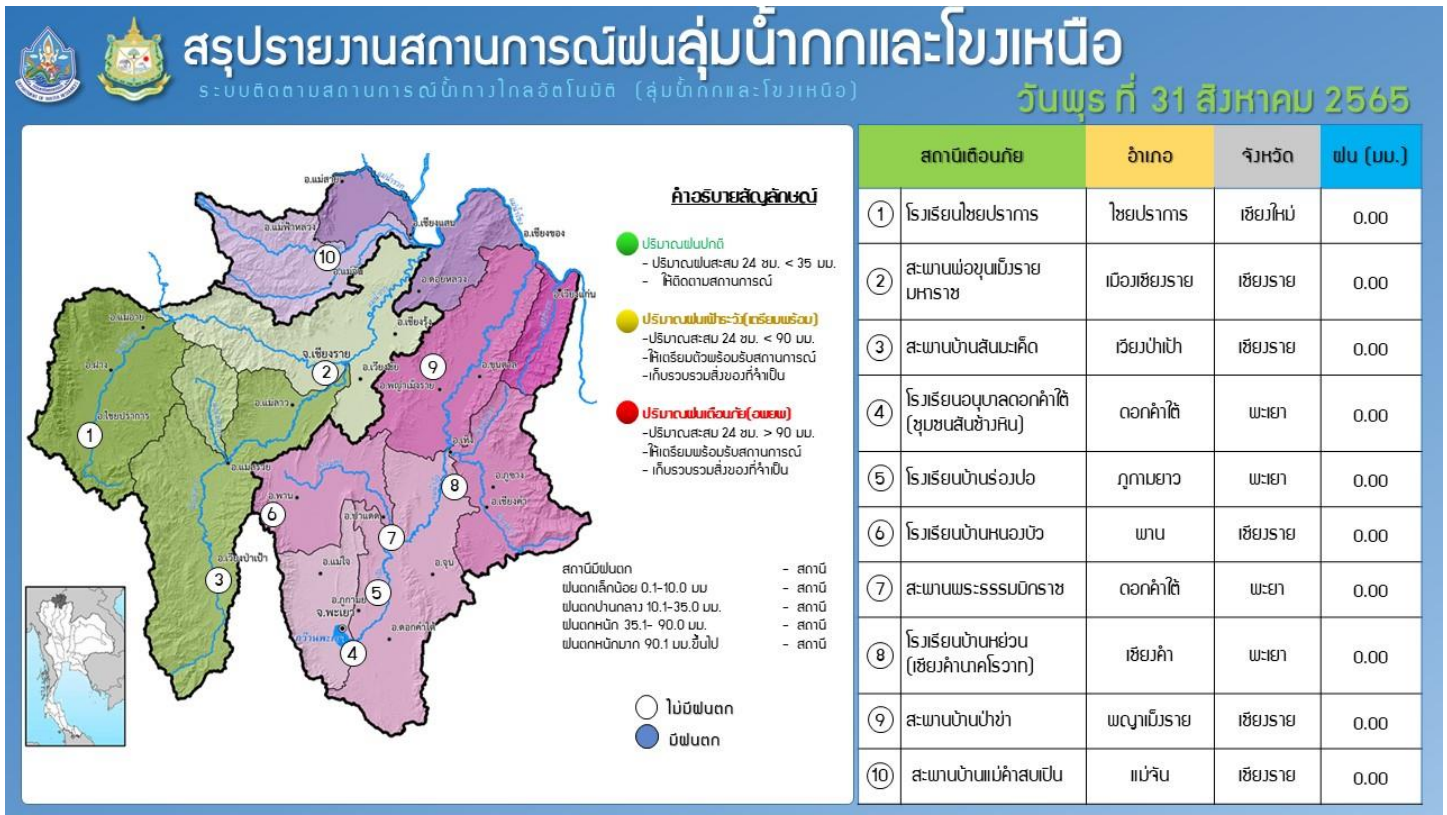 สรุปรายงานสถานการณ์ฝนลุ่มน้ำกกและโขงเหนือ
ระบบติดตามสถานการณ์น้ำทางไกลอัตโนมัติ (ลุ่มน้ำกกและโขงเหนือ)
วันพุธ ที่ 31 สิงหาคม 2565
สถานีเตือนภัย อำเภอ จังหวัด ฝน (มม.)
1 โรงเรียนไชยปราการ ไชยปราการ เชียงใหม่ 0.00
2 สะพานพ่อขุนเม็งราย
มหาราช เมืองเชียงราย เชียงราย 0.00
3 สะพานบ้านสันมะเค็ด เวียงป่าเป้า เชียงราย 0.00
4 โรงเรียนอนุบาลดอกคำใต้
(ชุมชนสันช้างหิน) ดอกคำใต้ พะเยา 0.00
5 โรงเรียนบ้านร่องปอ ภูกามยาว พะเยา 0.00
6 โรงเรียนบ้านหนองบัว พาน เชียงราย 0.00
7 สะพานพระธรรมมิกราช ดอกคำใต้ พะเยา 0.00
8 โรงเรียนบ้านหย่วน
(เชียงคำนาคโรวาท) เชียงคำ พะเยา 0.00
9 สะพานบ้านป่าข่า พญาเม็งราย เชียงราย 0.00
10 สะพานบ้านแม่คำสบเปิน แม่จัน เชียงราย 0.00
คำอธิบายสัญลักษณ์
ปริมาณฝนปกติ
- ปริมาณฝนสะสม 24 ชม. < 35 มม.
- ให้ติดตามสถานการณ์
ปริมาณฝนเฝ้าระวัง(เตรียมพร้อม)
-ปริมาณสะสม 24 ชม. < 90 มม.
-ให้เตรียมตัวพร้อมรับสถานการณ์
-เก็บรวบรวมสิ่งของที่จำเป็น
ปริมาณฝนเตือนภัย(อพยพ)
-ปริมาณสะสม 24 ชม. > 90 มม.
-ให้เตรียมพร้อมรับสถานการณ์
- เก็บรวบรวมสิ่งของที่จำเป็น
สถานีมีฝนตก - สถานี
ฝนตกเล็กน้อย 0.1-10.0 มม - สถานี
ฝนตกปานกลาง 10.1-35.0 มม. - สถานี
ฝนตกหนัก 35.1- 90.0 มม. - สถานี
ฝนตกหนักมาก 90.1 มม.ขึ้นไป - สถานี
ไม่มีฝนตก
มีฝนตก
อ.แม่สาย
อ.แม่ฟ้าหลวง
อ.เชียงแสน
อ.เชียงของ
10
อ.ดอยหลวง
อ.เวียงแก่น
อ.แม่อาย
อ.เชียงรุ้ง
จ.เชียงราย
2
อ.ฝาง
9
อ.ขุนตาล
อ.พญาเม็งราย
อ.แม่ลาว
อ.ไชยปราการ
1
อ.เทิง
อ.แม่สรวย
8
อ.ภูซาง
อ.เชียงคำ
อ.พาน
6
อ.ป่าแดด
7
อ.เวียงป่าเป้า
3
อ.แม่ใจ
อ.จุน
5
จ.พะเยา
อ.ดอกคำใต้
4